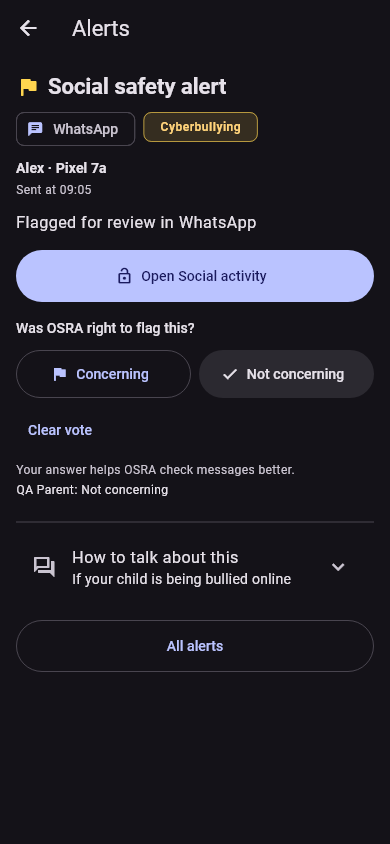 Alerts
Social safety alert
WhatsApp
Cyberbullying
Alex · Pixel 7a
Sent at 09:05
Flagged for review in WhatsApp
Open Social activity
Was OSRA right to flag this?
Concerning
Not concerning
Clear vote
Your answer helps OSRA check messages better.
QA Parent: Not concerning
How to talk about this
If your child is being bullied online
All alerts